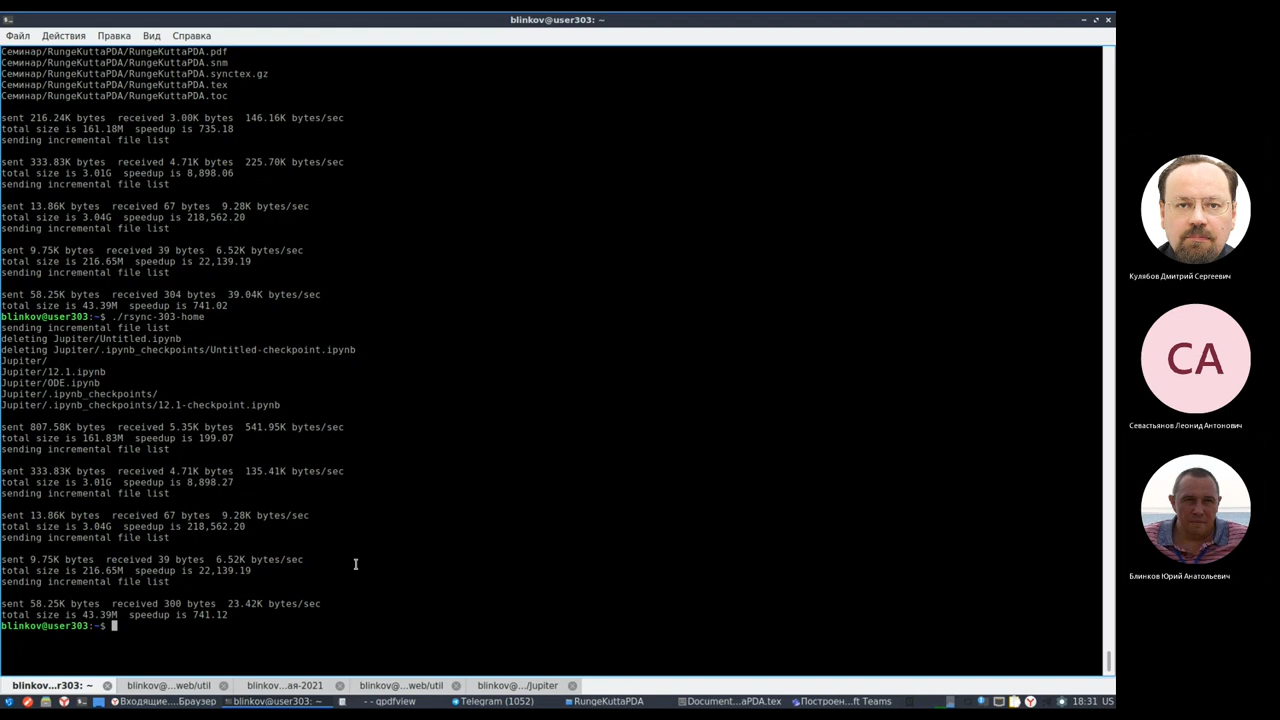 blinkov@user303: ~
Файл Действия Правка Вид Справка
Семинар/RungeKuttaPDA/RungeKuttaPDA.pdf
Семинар/RungeKuttaPDA/RungeKuttaPDA.snm
Семинар/RungeKuttaPDA/RungeKuttaPDA.synctex.gz
Семинар/RungeKuttaPDA/RungeKuttaPDA.tex
Семинар/RungeKuttaPDA/RungeKuttaPDA.toc
sent 216.24K bytes received 3.00K bytes 146.16K bytes/sec
total size is 161.18M speedup is 735.18
sending incremental file list
sent 333.83K bytes received 4.71K bytes 225.70K bytes/sec
total size is 3.01G speedup is 8,898.06
sending incremental file list
sent 13.86K bytes received 67 bytes 9.28K bytes/sec
total size is 3.04G speedup is 218,562.20
sending incremental file list
sent 9.75K bytes received 39 bytes 6.52K bytes/sec
total size is 216.65M speedup is 22,139.19
sending incremental file list
sent 58.25K bytes received 304 bytes 39.04K bytes/sec
total size is 43.39M speedup is 741.02
blinkov@user303:~$ ./rsync-303-home
sending incremental file list
deleting Jupiter/Untitled.ipynb
deleting Jupiter/.ipynb_checkpoints/Untitled-checkpoint.ipynb
Jupiter/
Jupiter/12.1.ipynb
Jupiter/ODE.ipynb
Jupiter/.ipynb_checkpoints/
Jupiter/.ipynb_checkpoints/12.1-checkpoint.ipynb
sent 807.58K bytes received 5.35K bytes 541.95K bytes/sec
total size is 161.83M speedup is 199.07
sending incremental file list
sent 333.83K bytes received 4.71K bytes 135.41K bytes/sec
total size is 3.01G speedup is 8,898.27
sending incremental file list
sent 13.86K bytes received 67 bytes 9.28K bytes/sec
total size is 3.04G speedup is 218,562.20
sending incremental file list
sent 9.75K bytes received 39 bytes 6.52K bytes/sec
total size is 216.65M speedup is 22,139.19
sending incremental file list
sent 58.25K bytes received 300 bytes 23.42K bytes/sec
total size is 43.39M speedup is 741.12
blinkov@user303:~$
blinkov...r303: ~ blinkov@...web/util blinkov...ая-2021 blinkov@...web/util blinkov@.../Jupiter
Входящие....Браузер blinkov@user303: ~ - - qpdfview Telegram (1052) RungeKuttaPDA Document...aPDA.tex Построен...ft Teams 18:31 US
Кулябов Дмитрий Сергеевич
CA
Севастьянов Леонид Антонович
Блинков Юрий Анатольевич